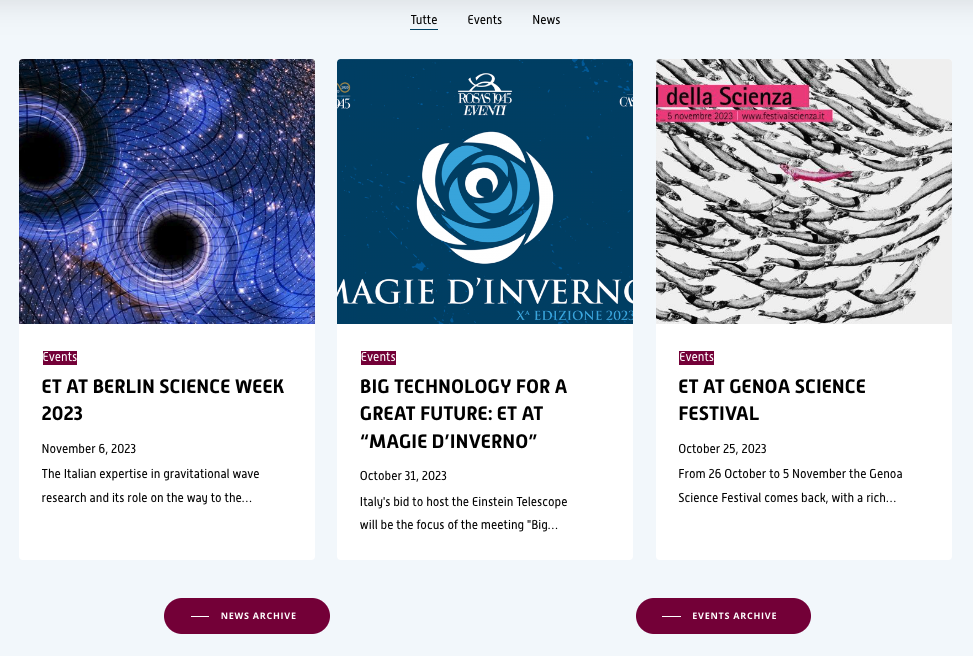 Tutte Events News
945
ROSAS 1945
EVENTI
CAS
MAGIE D'INVERNO
Xᴬ EDIZIONE 2023
della Scienza
5 novembre 2023 | www.festivalscienza.it
Events
ET AT BERLIN SCIENCE WEEK
2023
November 6, 2023
The Italian expertise in gravitational wave
research and its role on the way to the...
Events
BIG TECHNOLOGY FOR A
GREAT FUTURE: ET AT
“MAGIE D’INVERNO”
October 31, 2023
Italy's bid to host the Einstein Telescope
will be the focus of the meeting "Big...
Events
ET AT GENOA SCIENCE
FESTIVAL
October 25, 2023
From 26 October to 5 November the Genoa
Science Festival comes back, with a rich...
NEWS ARCHIVE
EVENTS ARCHIVE